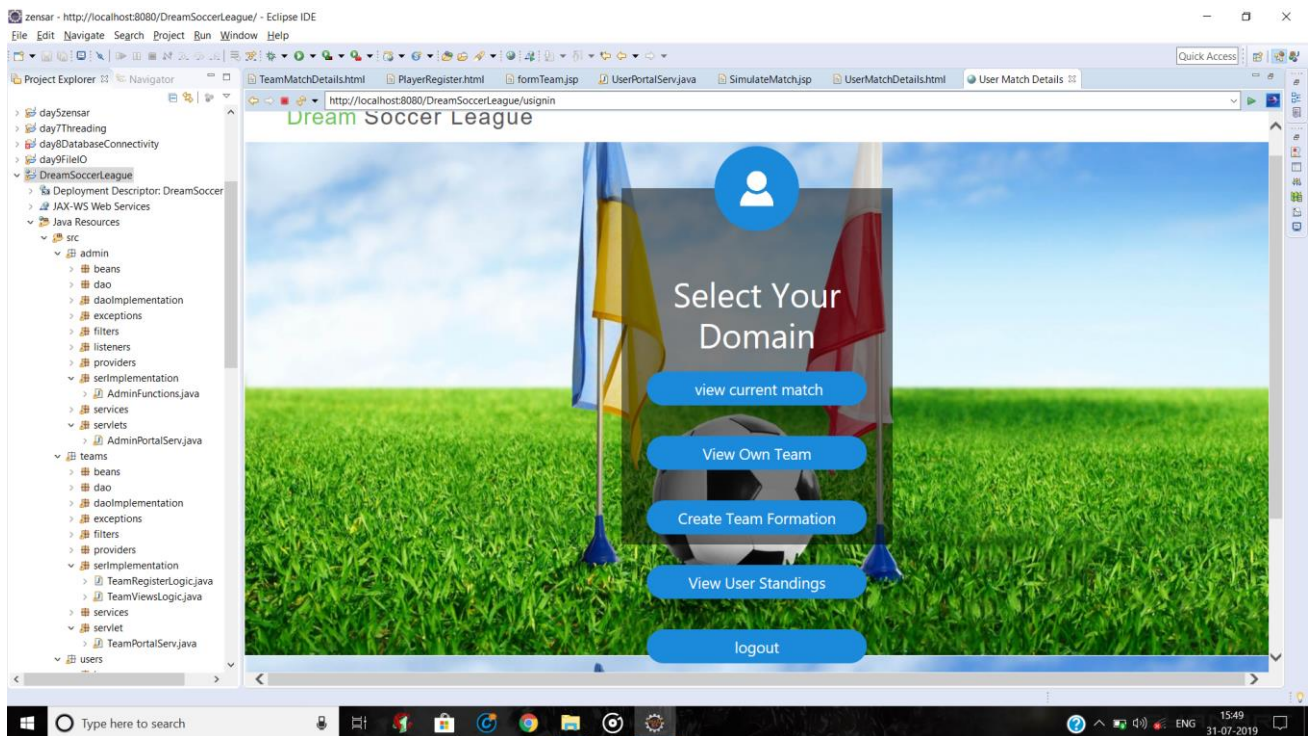 zensar - http://localhost:8080/DreamSoccerLeague/ - Eclipse IDE
File Edit Navigate Search Project Run Window Help
Quick Access
Project Explorer Navigator
TeamMatchDetails.html PlayerRegister.html formTeam.jsp UserPortalServ.java SimulateMatch.jsp UserMatchDetails.html User Match Details
http://localhost:8080/DreamSoccerLeague/usignin
day5zensar
day7Threading
day8DatabaseConnectivity
day9FileIO
DreamSoccerLeague
Deployment Descriptor: DreamSoccer
JAX-WS Web Services
Java Resources
src
admin
beans
dao
daoImplementation
exceptions
filters
listeners
providers
serImplementation
AdminFunctions.java
services
servlets
AdminPortalServ.java
teams
beans
dao
daoImplementation
exceptions
filters
providers
serImplementation
TeamRegisterLogic.java
TeamViewsLogic.java
services
servlet
TeamPortalServ.java
users
Dream Soccer League
Select Your
Domain
view current match
View Own Team
Create Team Formation
View User Standings
logout
Type here to search
ENG
15:49
31-07-2019